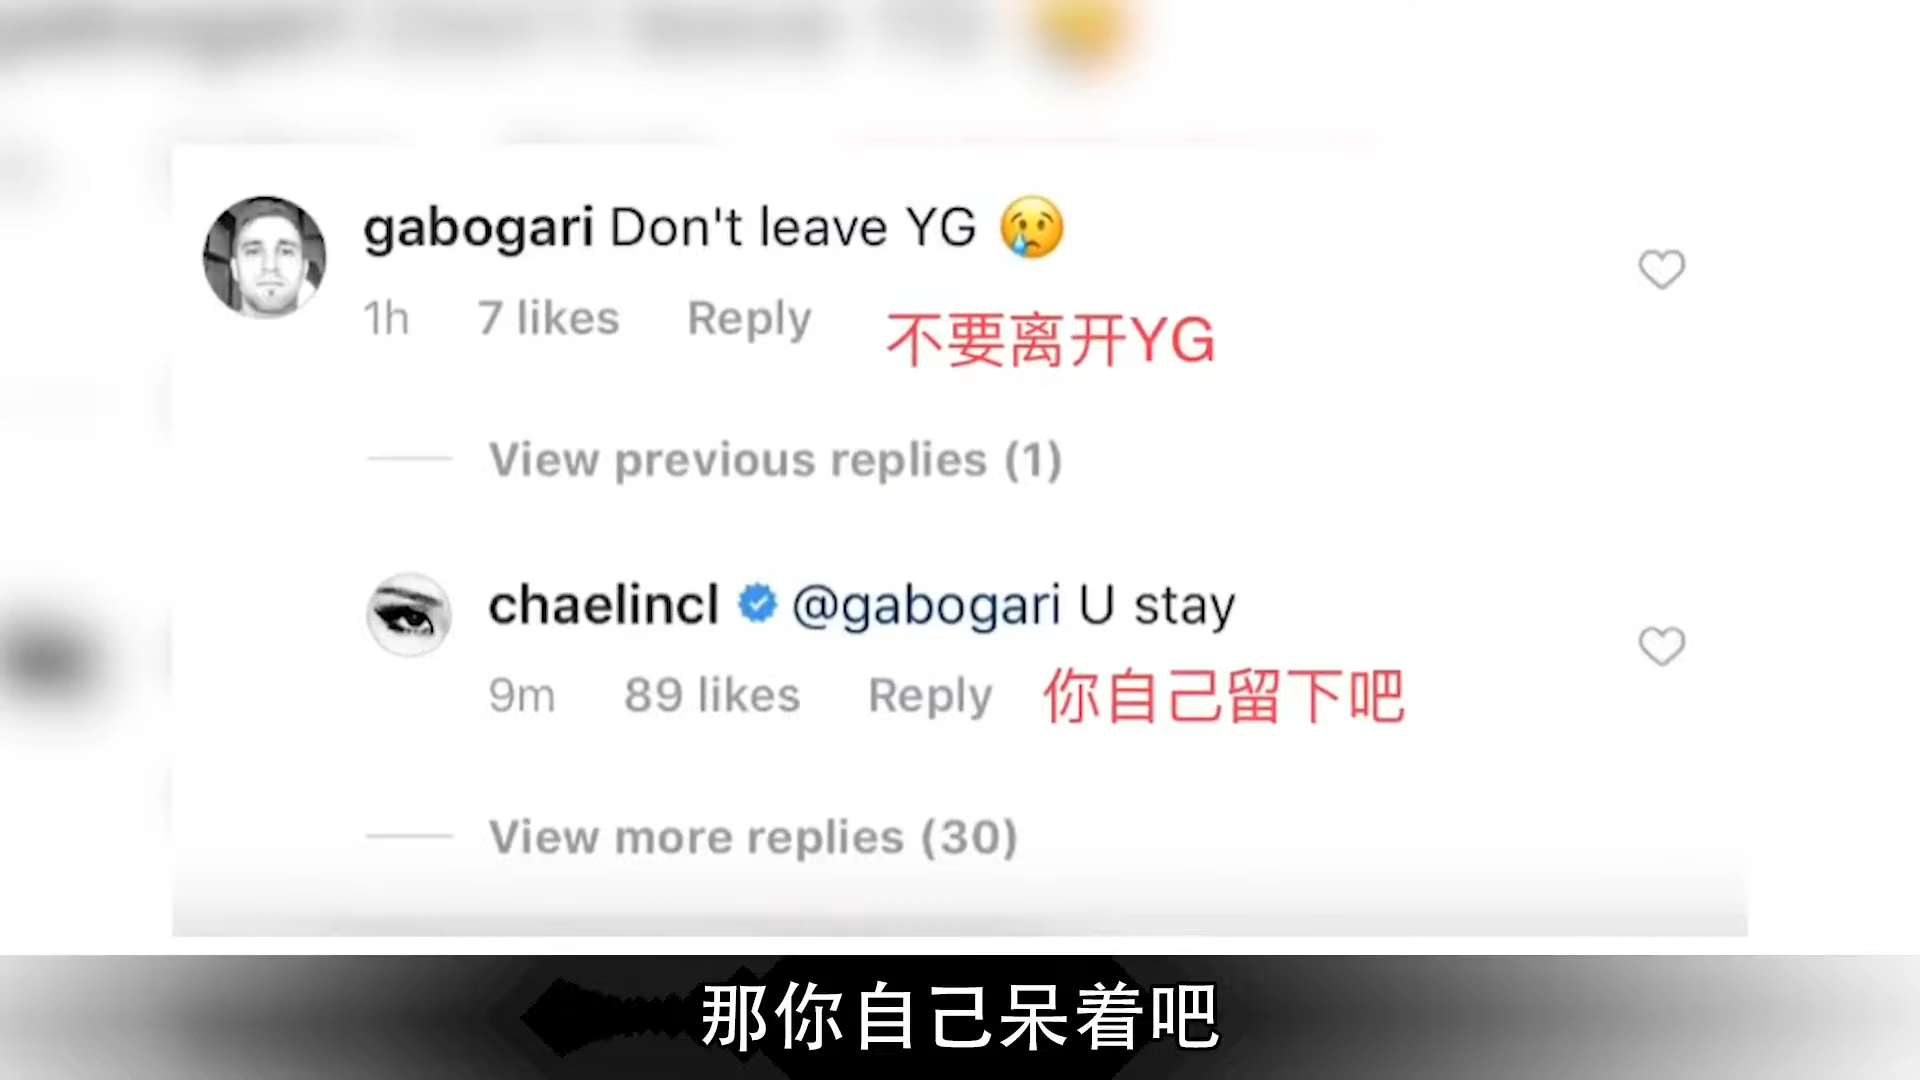 gabogari Don't leave YG 😢
1h 7 likes Reply
不要离开YG
View previous replies (1)
chaelincl @gabogari U stay
9m 89 likes Reply
你自己留下吧
View more replies (30)
那你自己呆着吧